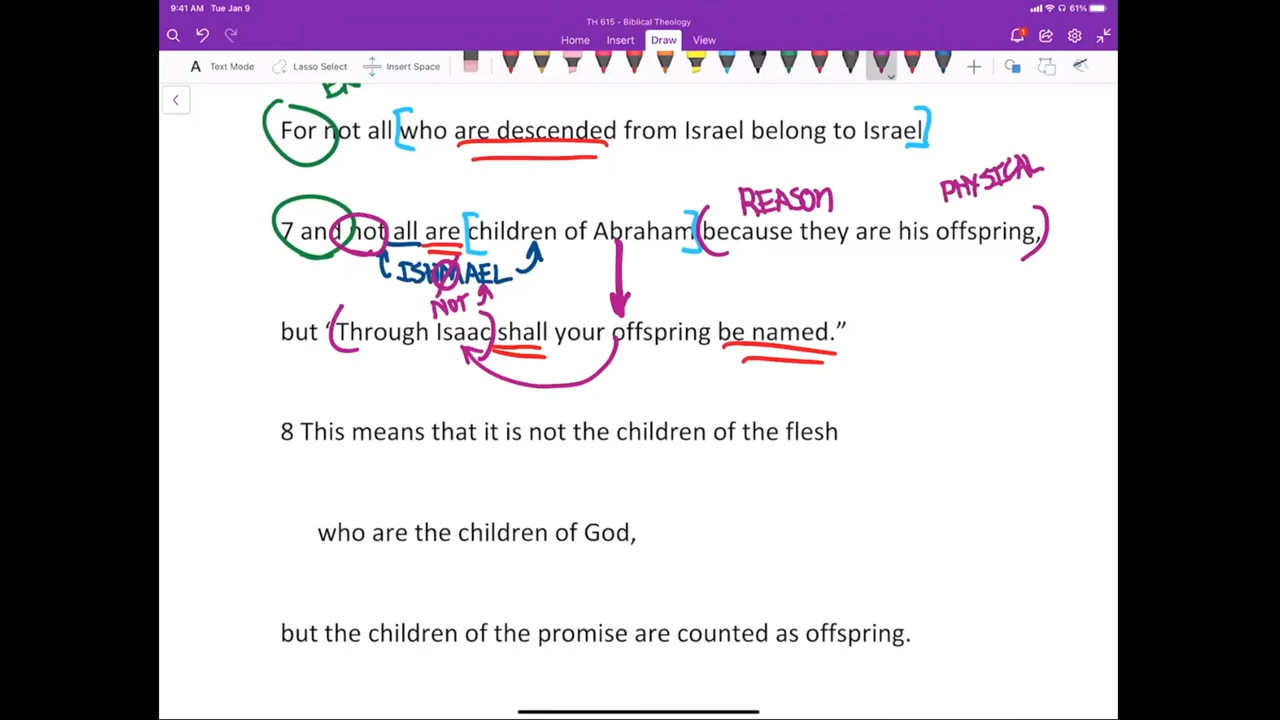 9:41 AM Tue Jan 9
61%
TH 615 - Biblical Theology
Home Insert Draw View
1
A Text Mode Lasso Select Insert Space
For not all [who are descended from Israel belong to Israel]
REASON PHYSICAL
7 and not all are [children of Abraham] (because they are his offspring,)
ISHMAEL
NOT
but “(Through Isaac) shall your offspring be named.”
8 This means that it is not the children of the flesh
who are the children of God,
but the children of the promise are counted as offspring.